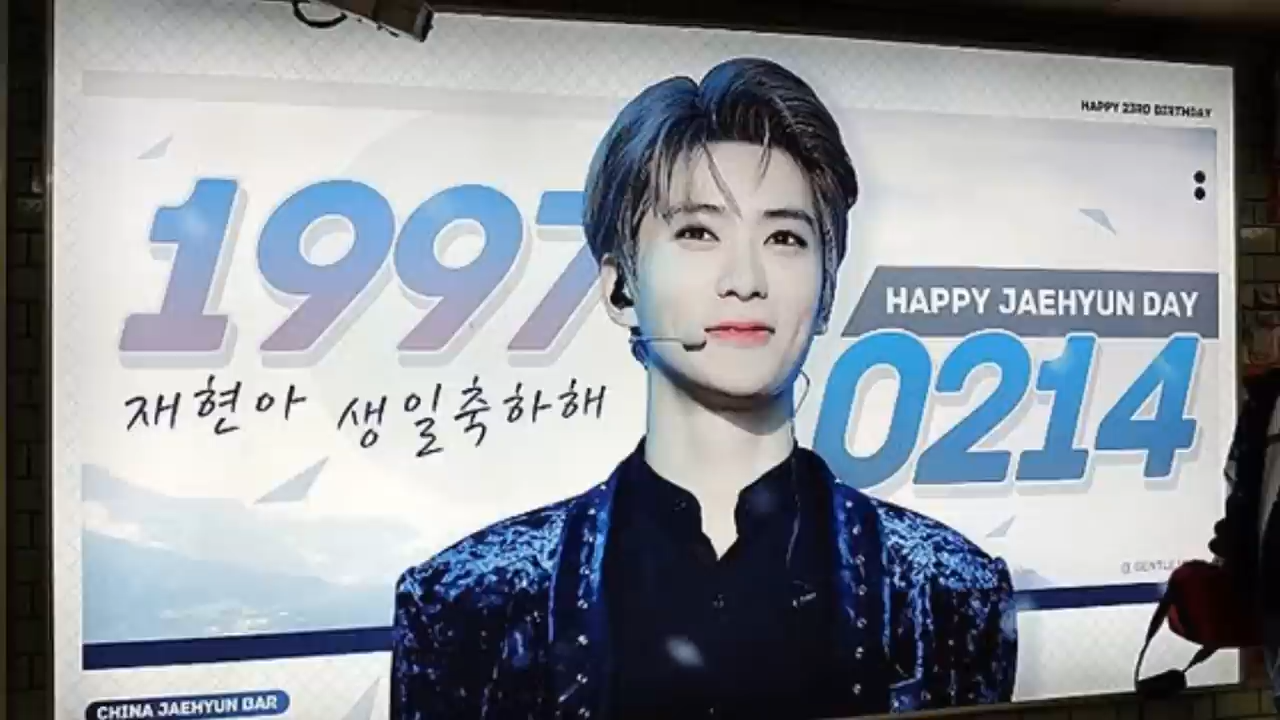 HAPPY 23RD BIRTHDAY
1997
HAPPY JAEHYUN DAY
0214
재현아 생일축하해
CHINA JAEHYUN BAR